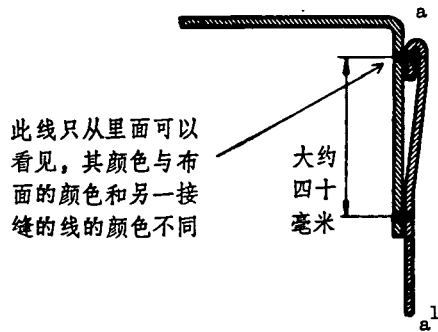 a
此线只从里面可以
看见，其颜色与布
面的颜色和另一接
缝的线的颜色不同
大约
四十
毫米
a1